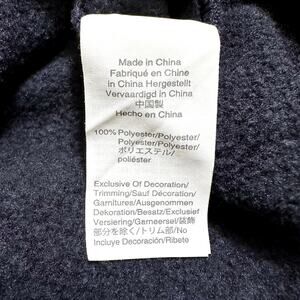 Made in China
Fabriqué en Chine
in China Hergestellt
Vervaardigd in China
中国製
Hecho en China
100% Polyester/Polyester/
Polyester/Polyester/
ポリエステル/
poliéster
Exclusive Of Decoration/
Trimming/Sauf Décoration/
Garnitures/Ausgenommen
Dekoration/Besatz/Exclusief
Versiering/Garneersel/装飾
部分を除く/トリム部/No
Incluye Decoración/Ribete